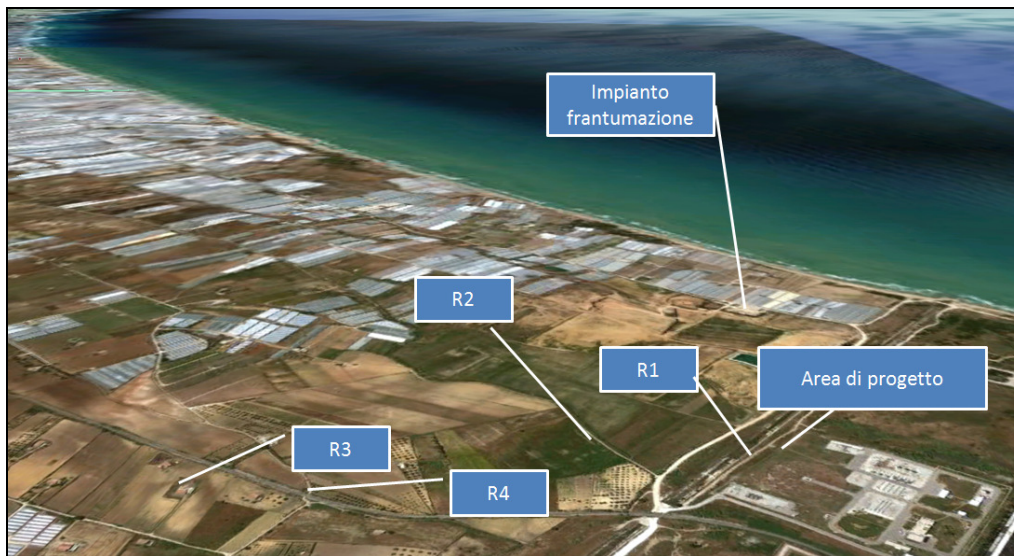 Impianto
frantumazione
R2
R1
Area di progetto
R3
R4